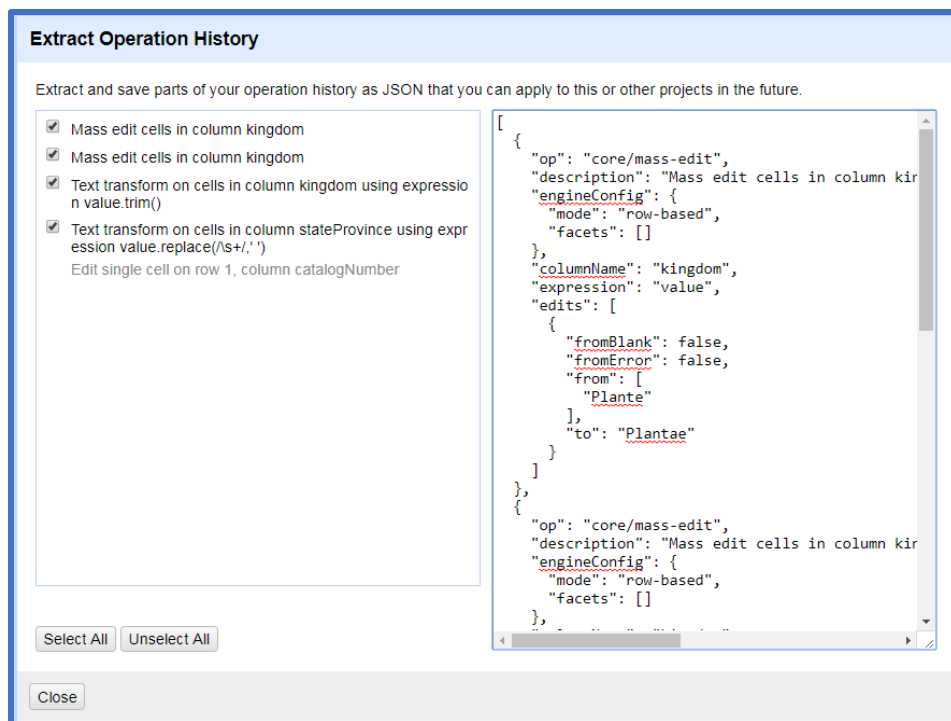 Extract Operation History
Extract and save parts of your operation history as JSON that you can apply to this or other projects in the future.
Mass edit cells in column kingdom
Mass edit cells in column kingdom
Text transform on cells in column kingdom using expressio
n value.trim()
Text transform on cells in column stateProvince using expr
ession value.replace(/\s+/,' ')
Edit single cell on row 1, column catalogNumber
[
  {
    "op": "core/mass-edit",
    "description": "Mass edit cells in column kin
    "engineConfig": {
      "mode": "row-based",
      "facets": []
    },
    "columnName": "kingdom",
    "expression": "value",
    "edits": [
      {
        "fromBlank": false,
        "fromError": false,
        "from": [
          "Plante"
        ],
        "to": "Plantae"
      }
    ]
  },
  {
    "op": "core/mass-edit",
    "description": "Mass edit cells in column kin
    "engineConfig": {
      "mode": "row-based",
      "facets": []
    },
Select All
Unselect All
Close